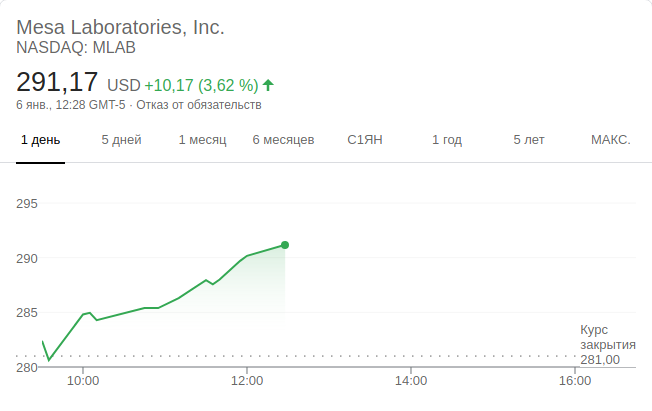 Mesa Laboratories, Inc.
NASDAQ: MLAB
291,17 USD +10,17 (3,62 %)
6 янв., 12:28 GMT-5 · Отказ от обязательств
1 день 5 дней 1 месяц 6 месяцев С1ЯН 1 год 5 лет МАКС.
295
290
285
Курс
закрытия
281,00
280
10:00 12:00 14:00 16:00